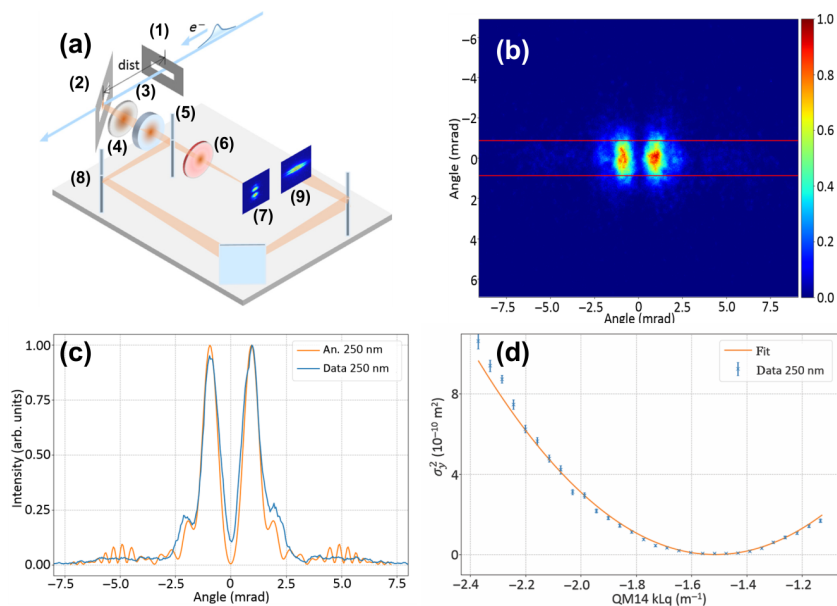 (a)
(1)
e⁻
dist
(2)
(3)
(5)
(4)
(6)
(8)
(7)
(9)
(b)
Angle (mrad)
−6
−4
−2
0
2
4
6
−7.5 −5.0 −2.5 0 2.5 5.0 7.5
Angle (mrad)
1.0
0.8
0.6
0.4
0.2
0.0
(c)
An. 250 nm
Data 250 nm
Intensity (arb. units)
1.00
0.75
0.50
0.25
0.00
−7.5 −5.0 −2.5 0 2.5 5.0 7.5
Angle (mrad)
(d)
Fit
Data 250 nm
σ_y² (10⁻¹⁰ m²)
8
4
0
−2.4 −2.2 −2.0 −1.8 −1.6 −1.4 −1.2
QM14 kLq (m⁻¹)